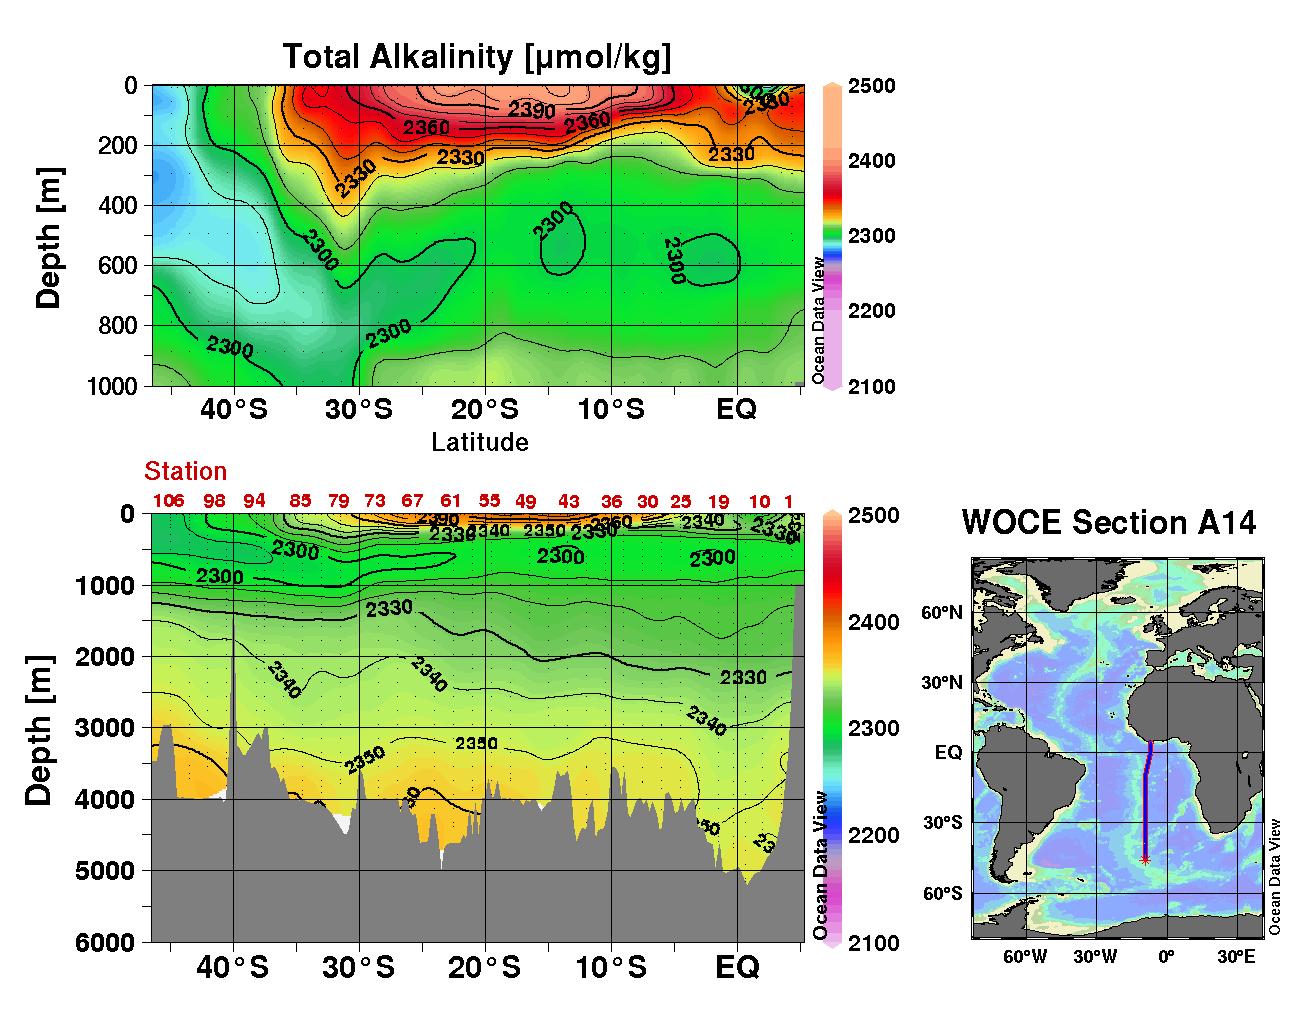 Total Alkalinity [µmol/kg]
0
200
400
600
800
1000
Depth [m]
2390
2360
2360
2330
2330
2330
2330
2300
2300
2300
2300
2300
2300
40°S
30°S
20°S
10°S
EQ
Latitude
2500
2400
2300
2200
2100
Ocean Data View
Station
106 98 94 85 79 73 67 61 55 49 43 36 30 25 19 10 1
0
1000
2000
3000
4000
5000
6000
Depth [m]
2390
2360
2340
2330
2340
2350
2330
2330
2300
2300
2300
2300
2330
2330
2340
2340
2340
2350
2350
40°S
30°S
20°S
10°S
EQ
2500
2400
2300
2200
2100
Ocean Data View
WOCE Section A14
60°N
30°N
EQ
30°S
60°S
60°W
30°W
0°
30°E
Ocean Data View